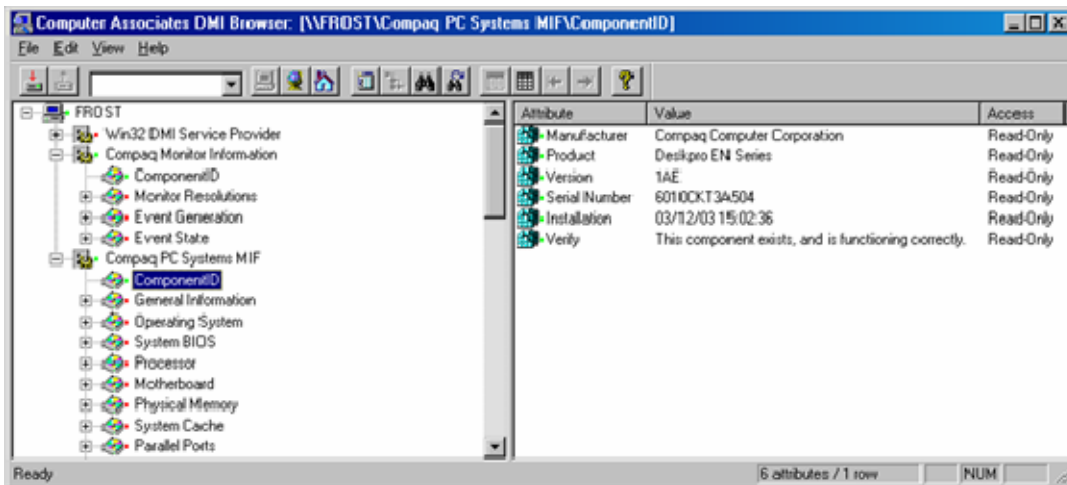 Computer Associates DMI Browser: [\\FROST\Compaq PC Systems MIF\ComponentID]
File Edit View Help
FROST
Win32 DMI Service Provider
Compaq Monitor Information
ComponentID
Monitor Resolutions
Event Generation
Event State
Compaq PC Systems MIF
ComponentID
General Information
Operating System
System BIOS
Processor
Motherboard
Physical Memory
System Cache
Parallel Ports
Attribute Value Access
Manufacturer Compaq Computer Corporation Read-Only
Product Deskpro EN Series Read-Only
Version 1AE Read-Only
Serial Number 6010CKT3A504 Read-Only
Installation 03/12/03 15:02:36 Read-Only
Verify This component exists, and is functioning correctly. Read-Only
Ready 6 attributes / 1 row NUM